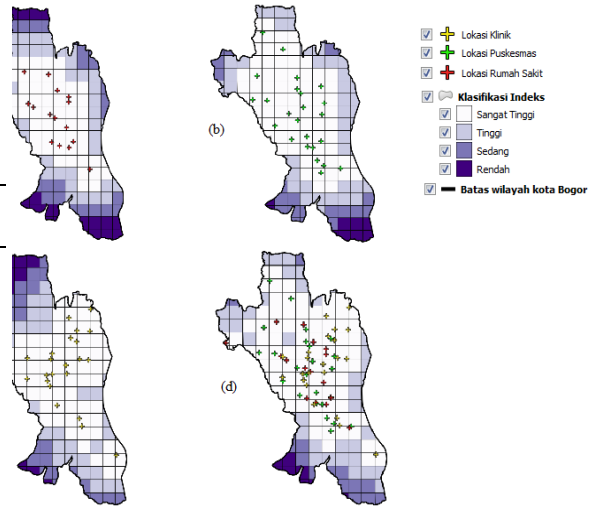 Lokasi Klinik
Lokasi Puskesmas
Lokasi Rumah Sakit
Klasifikasi Indeks
Sangat Tinggi
Tinggi
Sedang
Rendah
Batas wilayah kota Bogor
(b)
(d)